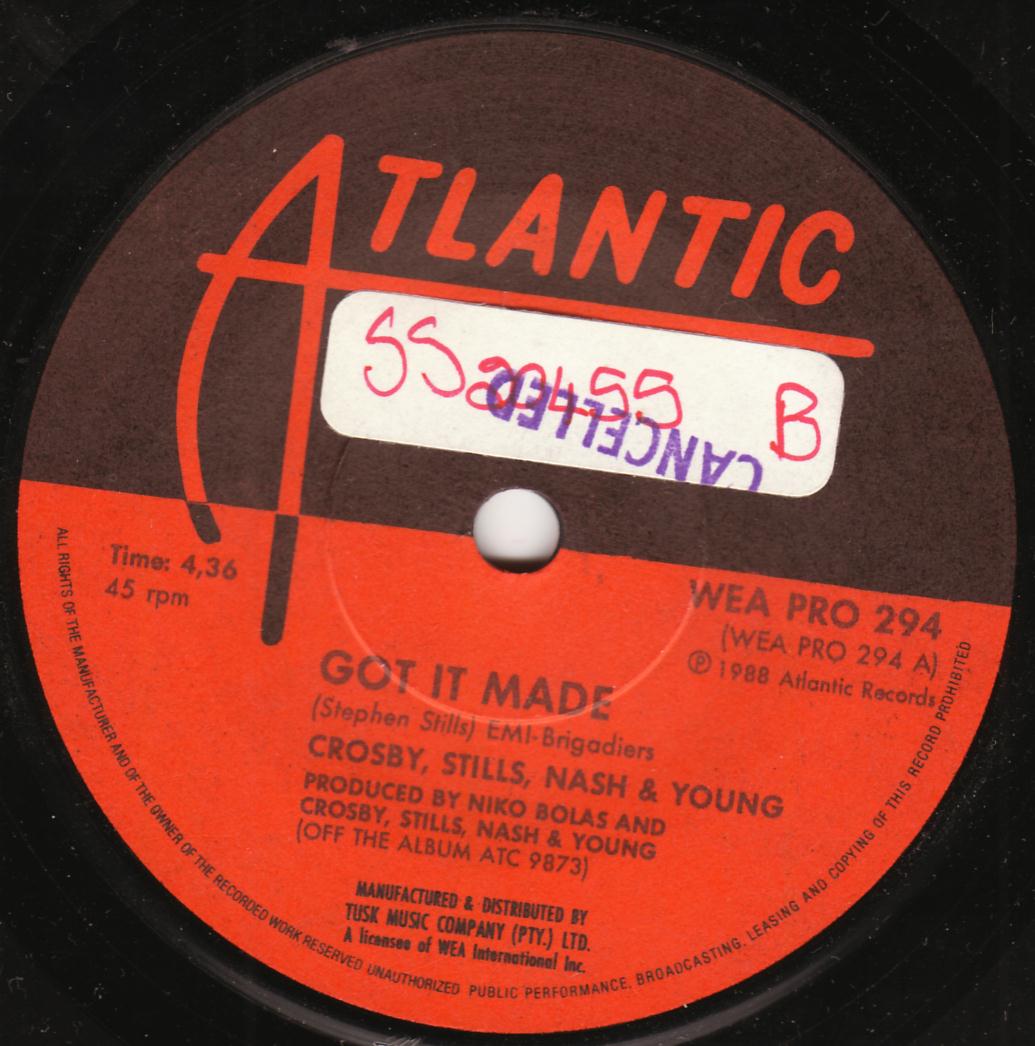 ATLANTIC
SS 22455 B
CANCELLED
Time: 4,36
45 rpm
WEA PRO 294
(WEA PRO 294 A)
℗ 1988 Atlantic Records
GOT IT MADE
(Stephen Stills) EMI-Brigadiers
CROSBY, STILLS, NASH & YOUNG
PRODUCED BY NIKO BOLAS AND
CROSBY, STILLS, NASH & YOUNG
(OFF THE ALBUM ATC 9873)
MANUFACTURED & DISTRIBUTED BY
TUSK MUSIC COMPANY (PTY.) LTD.
A licensee of WEA International Inc.
ALL RIGHTS OF THE MANUFACTURER AND OF THE OWNER OF THE RECORDED WORK RESERVED UNAUTHORIZED PUBLIC PERFORMANCE, BROADCASTING, LEASING AND COPYING OF THIS RECORD PROHIBITED